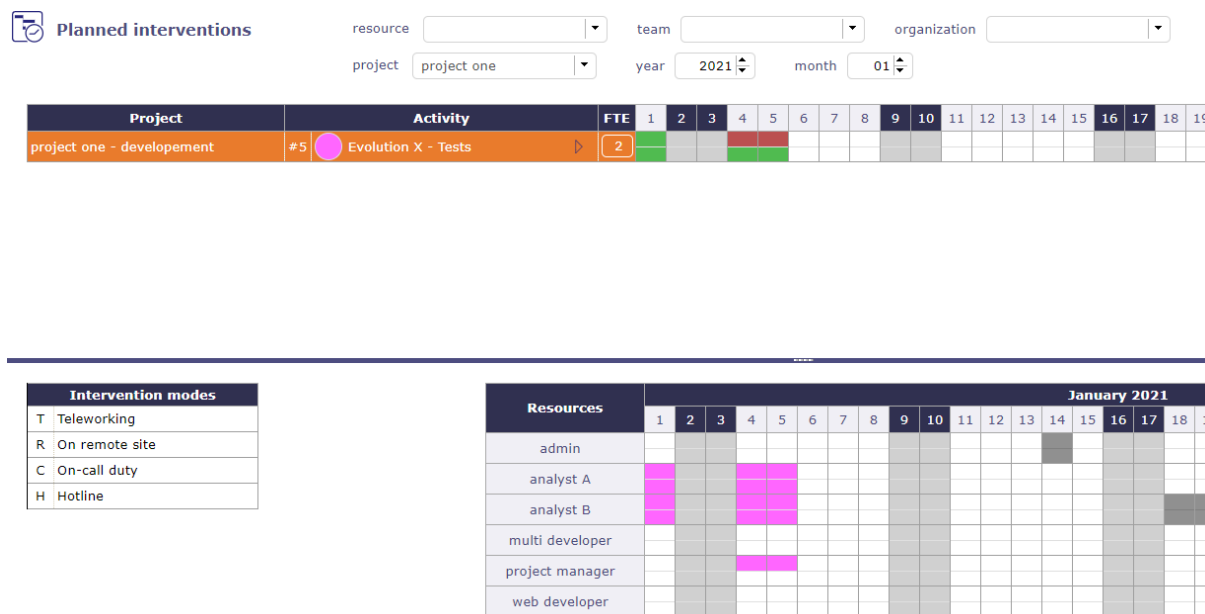 Planned interventions resource team organization
project project one year 2021 month 01
Project Activity FTE 1 2 3 4 5 6 7 8 9 10 11 12 13 14 15 16 17 18 19
project one - developement #5 Evolution X - Tests 2
Intervention modes
T Teleworking
R On remote site
C On-call duty
H Hotline
Resources January 2021
1 2 3 4 5 6 7 8 9 10 11 12 13 14 15 16 17 18
admin
analyst A
analyst B
multi developer
project manager
web developer